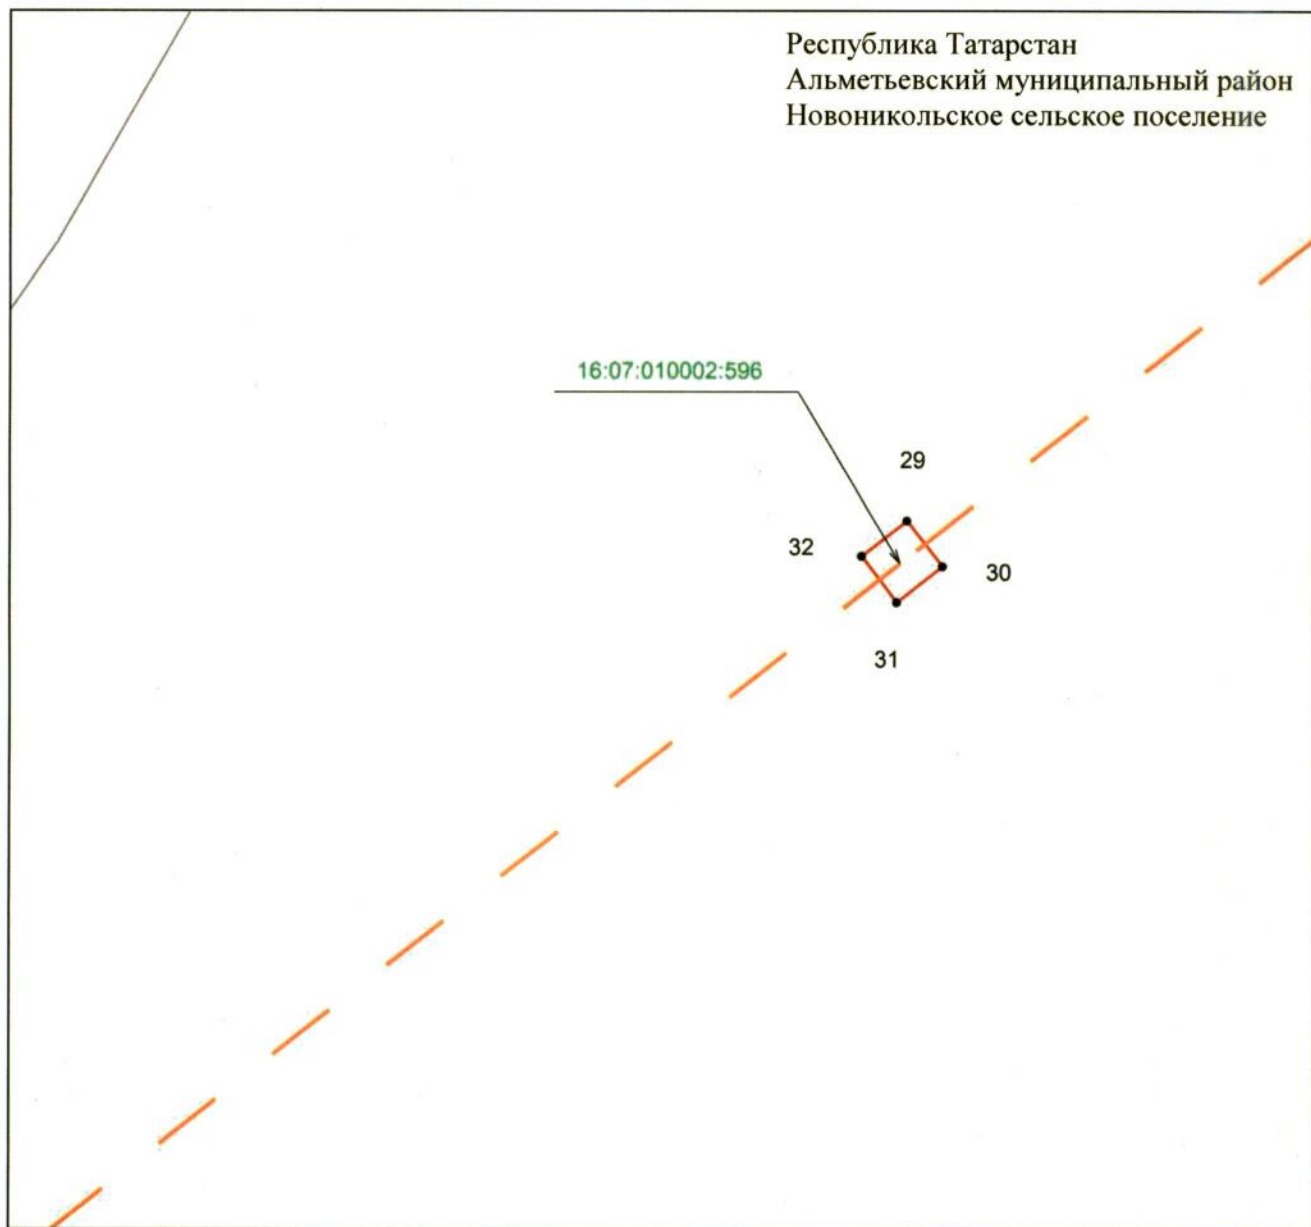 Республика Татарстан
Альметьевский муниципальный район
Новоникольское сельское поселение
16:07:010002:596
29
32
30
31